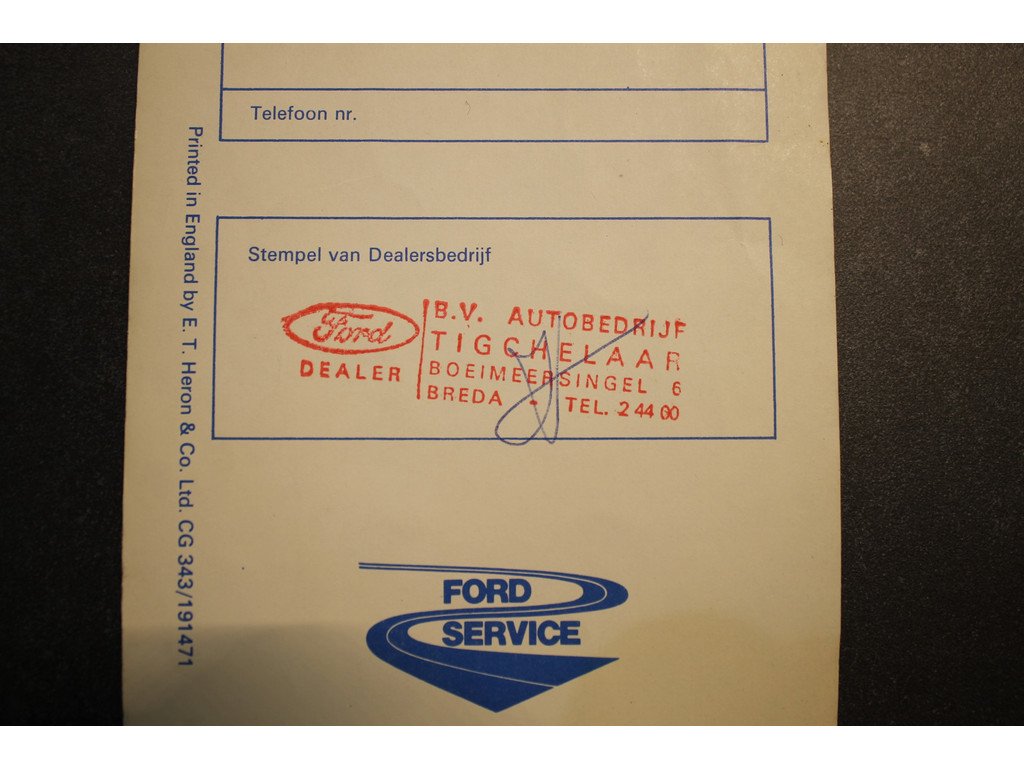 Telefoon nr.
Stempel van Dealersbedrijf
Ford
DEALER
B.V. AUTOBEDRIJF
TIGCHELAAR
BOEIMEERSINGEL 6
BREDA - TEL. 24400
FORD
SERVICE
Printed in England by E. T. Heron & Co. Ltd. CG 343/191471